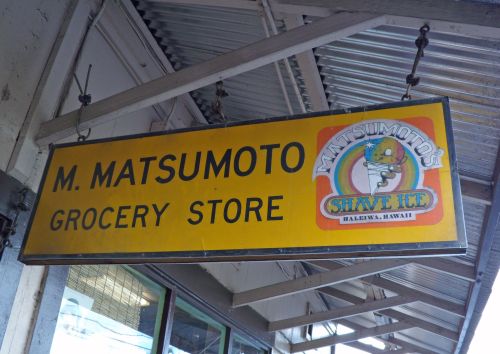 M. MATSUMOTO
GROCERY STORE
MATSUMOTO'S
SHAVE ICE
HALEIWA, HAWAII